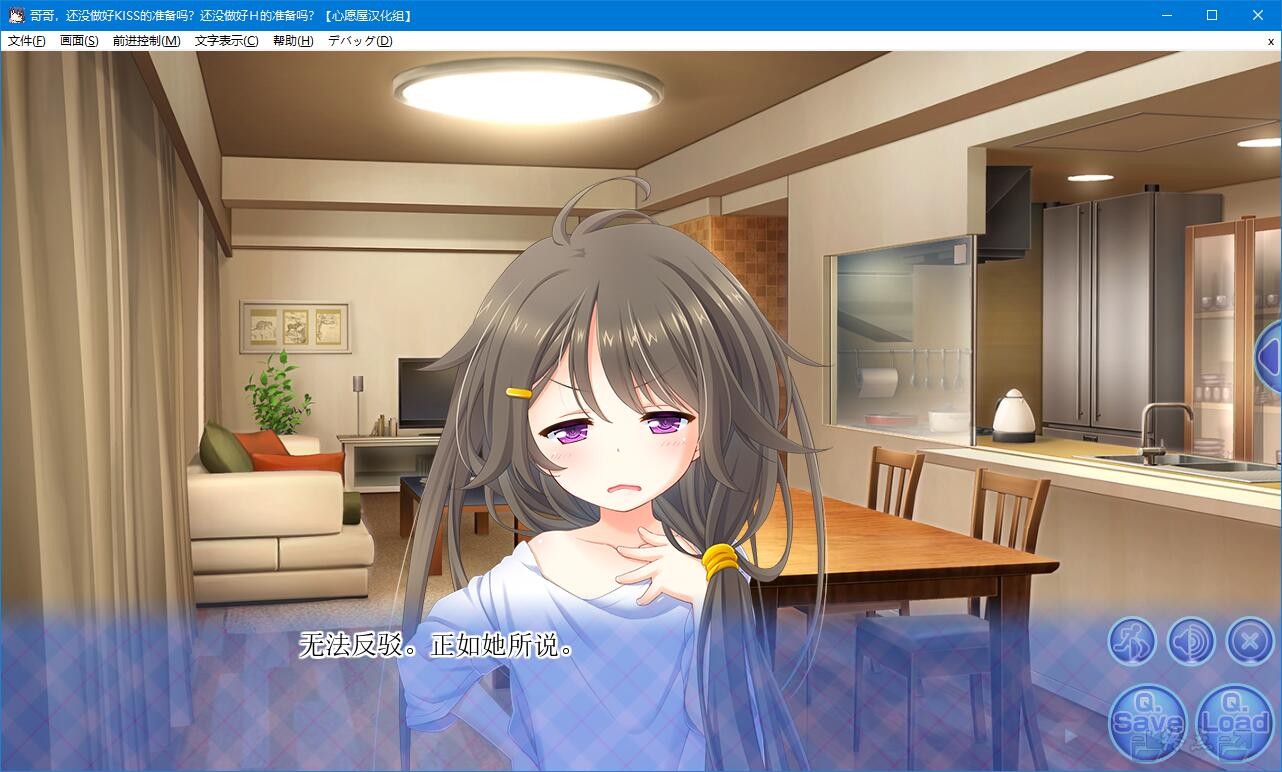 哥哥，还没做好KISS的准备吗？还没做好H的准备吗？【心愿屋汉化组】
文件(F) 画面(S) 前进控制(M) 文字表示(C) 帮助(H) デバッグ(D) x
无法反驳。正如她所说。
Q. Save Q. Load